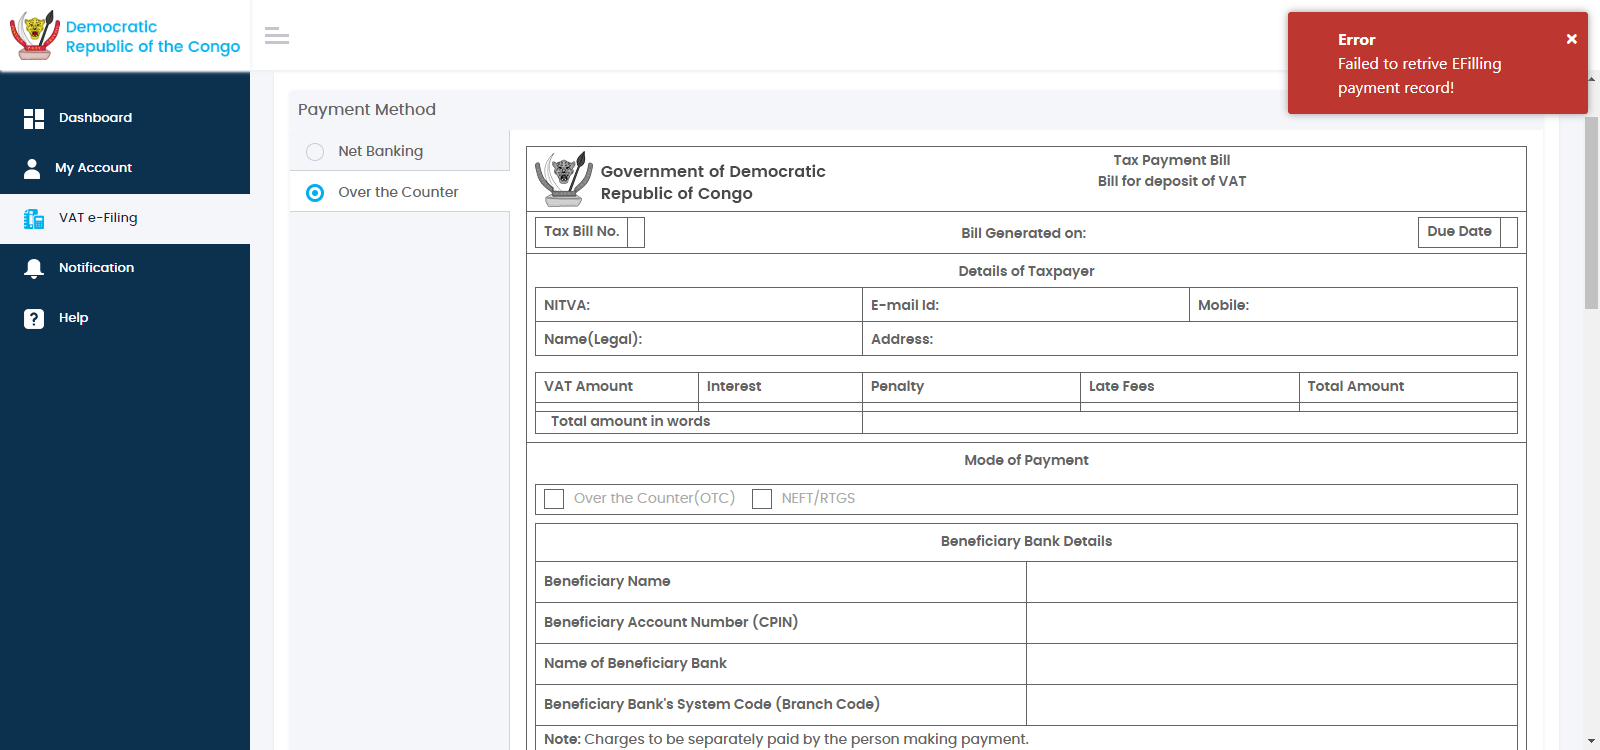 Democratic
Republic of the Congo
Error
Failed to retrive EFilling
payment record!
Dashboard
My Account
VAT e-Filing
Notification
Help
Payment Method
Net Banking
Over the Counter
Government of Democratic
Republic of Congo
Tax Payment Bill
Bill for deposit of VAT
Tax Bill No.
Bill Generated on:
Due Date
Details of Taxpayer
NITVA:
E-mail Id:
Mobile:
Name(Legal):
Address:
VAT Amount
Interest
Penalty
Late Fees
Total Amount
Total amount in words
Mode of Payment
Over the Counter(OTC)
NEFT/RTGS
Beneficiary Bank Details
Beneficiary Name
Beneficiary Account Number (CPIN)
Name of Beneficiary Bank
Beneficiary Bank's System Code (Branch Code)
Note: Charges to be separately paid by the person making payment.